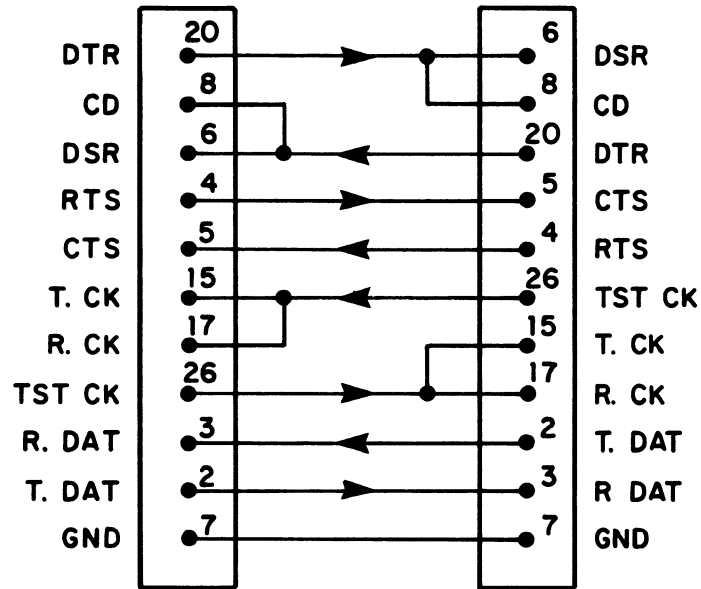 DTR 20 6 DSR
CD 8 8 CD
DSR 6 20 DTR
RTS 4 5 CTS
CTS 5 4 RTS
T. CK 15 26 TST CK
R. CK 17 15 T. CK
TST CK 26 17 R. CK
R. DAT 3 2 T. DAT
T. DAT 2 3 R DAT
GND 7 7 GND